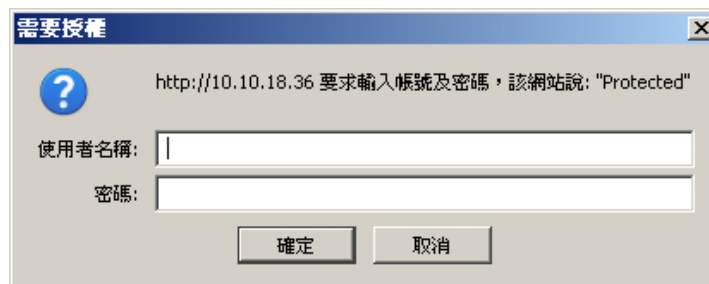 需要授權
http://10.10.18.36 要求輸入帳號及密碼，該網站說: "Protected"
使用者名稱:
密碼:
確定 取消